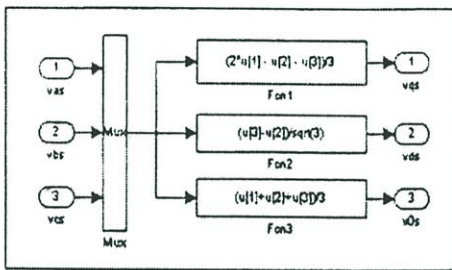 1
vas
2
vbs
3
vcs
Mux
Mux
(2*u[1] - u[2] - u[3])/3
Fcn1
(u[3]-u[2])/sqrt(3)
Fcn2
(u[1]+u[2]+u[3])/3
Fcn3
1
vqs
2
vds
3
v0s